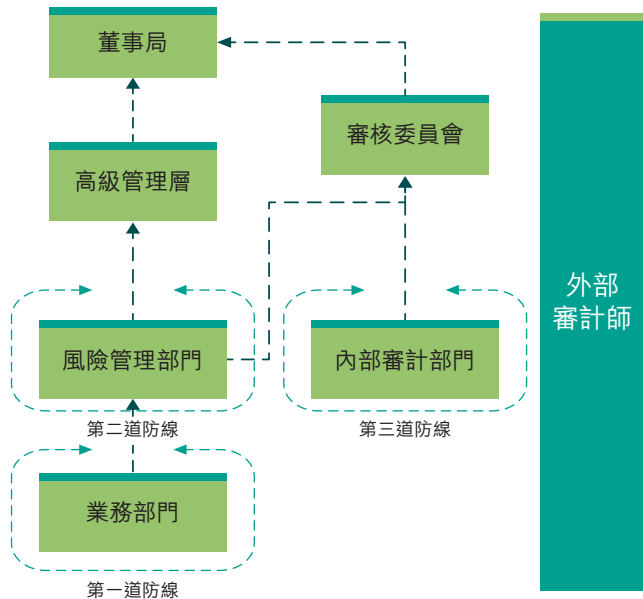 董事局
審核委員會
高級管理層
外部
審計師
風險管理部門
內部審計部門
第二道防線
第三道防線
業務部門
第一道防線